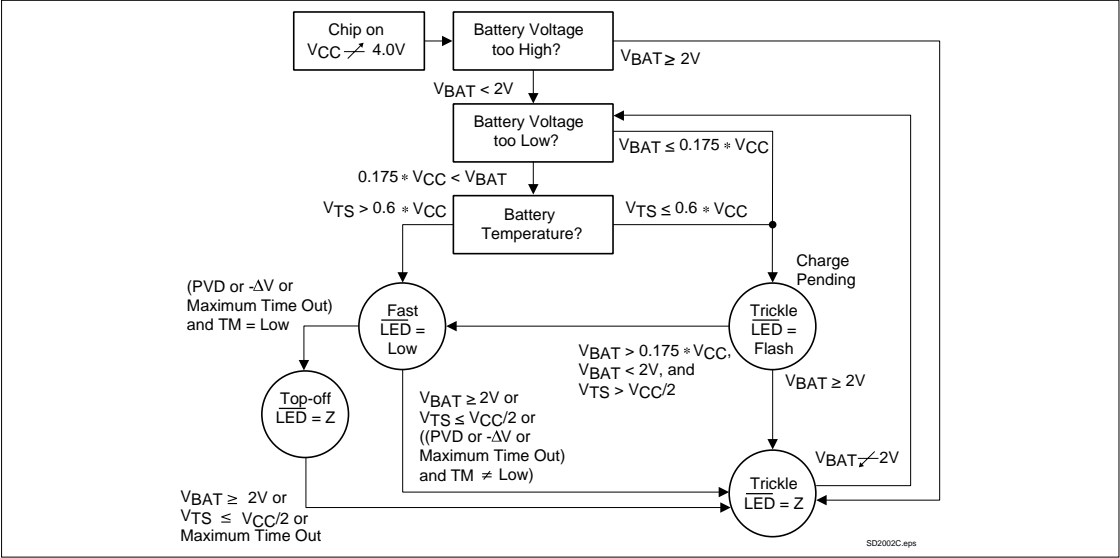 Chip on
VCC ↗ 4.0V
Battery Voltage
too High?
VBAT ≥ 2V
VBAT < 2V
Battery Voltage
too Low?
VBAT ≤ 0.175 ∗ VCC
0.175 ∗ VCC < VBAT
VTS > 0.6 ∗ VCC
Battery
Temperature?
VTS ≤ 0.6 ∗ VCC
Charge
Pending
(PVD or -ΔV or
Maximum Time Out)
and TM = Low
Fast
L̅E̅D̅ =
Low
Trickle
L̅E̅D̅ =
Flash
VBAT > 0.175 ∗ VCC,
VBAT < 2V, and
VTS > VCC/2
VBAT ≥ 2V
Top-off
L̅E̅D̅ = Z
VBAT ≥ 2V or
VTS ≤ VCC/2 or
((PVD or -ΔV or
Maximum Time Out)
and TM ≠ Low)
VBAT ↙ 2V
Trickle
L̅E̅D̅ = Z
VBAT ≥ 2V or
VTS ≤ VCC/2 or
Maximum Time Out
SD2002C.eps